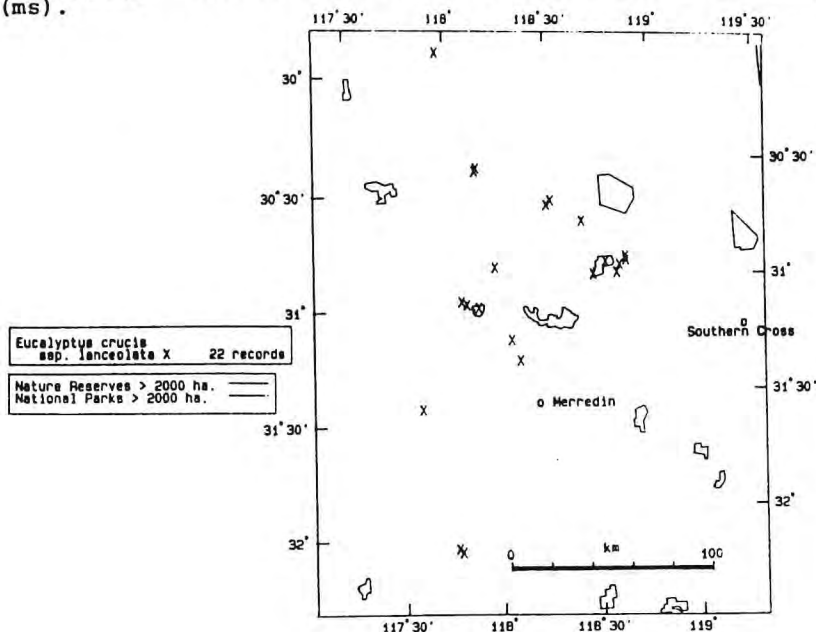 (ms).
117°30' 118° 118°30' 119° 119°30'
30°
30°30'
30°30'
31°
31°
Southern Cross
Eucalyptus crucis
ssp. lanceolata X 22 records
Nature Reserves > 2000 ha.
National Parks > 2000 ha.
31°30'
o Merredin
31°30'
32°
32°
km
0 100
117°30' 118° 118°30' 119°